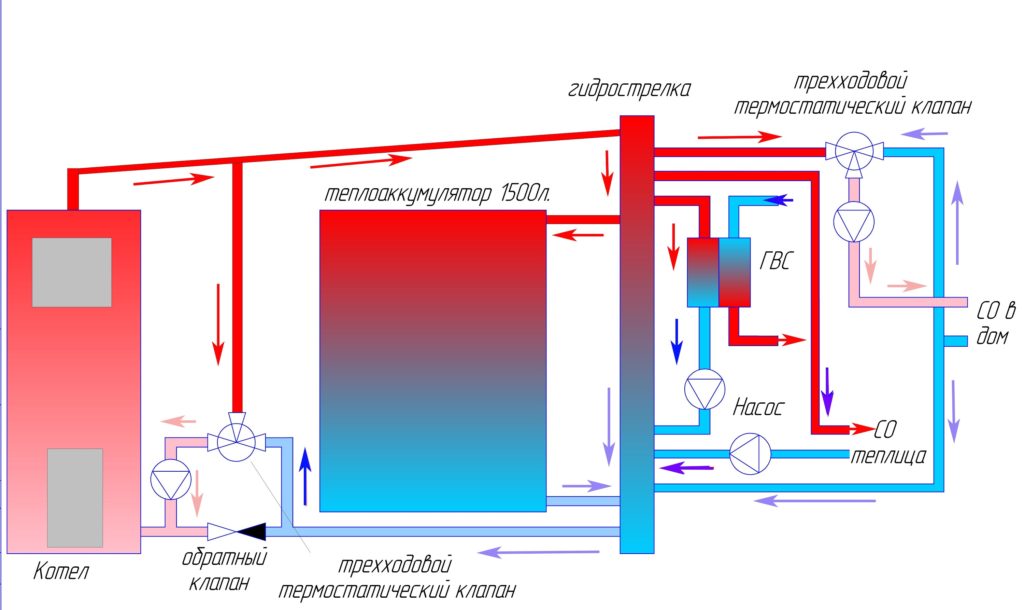 трехходовой
термостатический клапан
гидрострелка
теплоаккумулятор 1500л.
ГВС
СО в
дом
Насос
СО
теплица
обратный
клапан
Котел
трехходовой
термостатический клапан